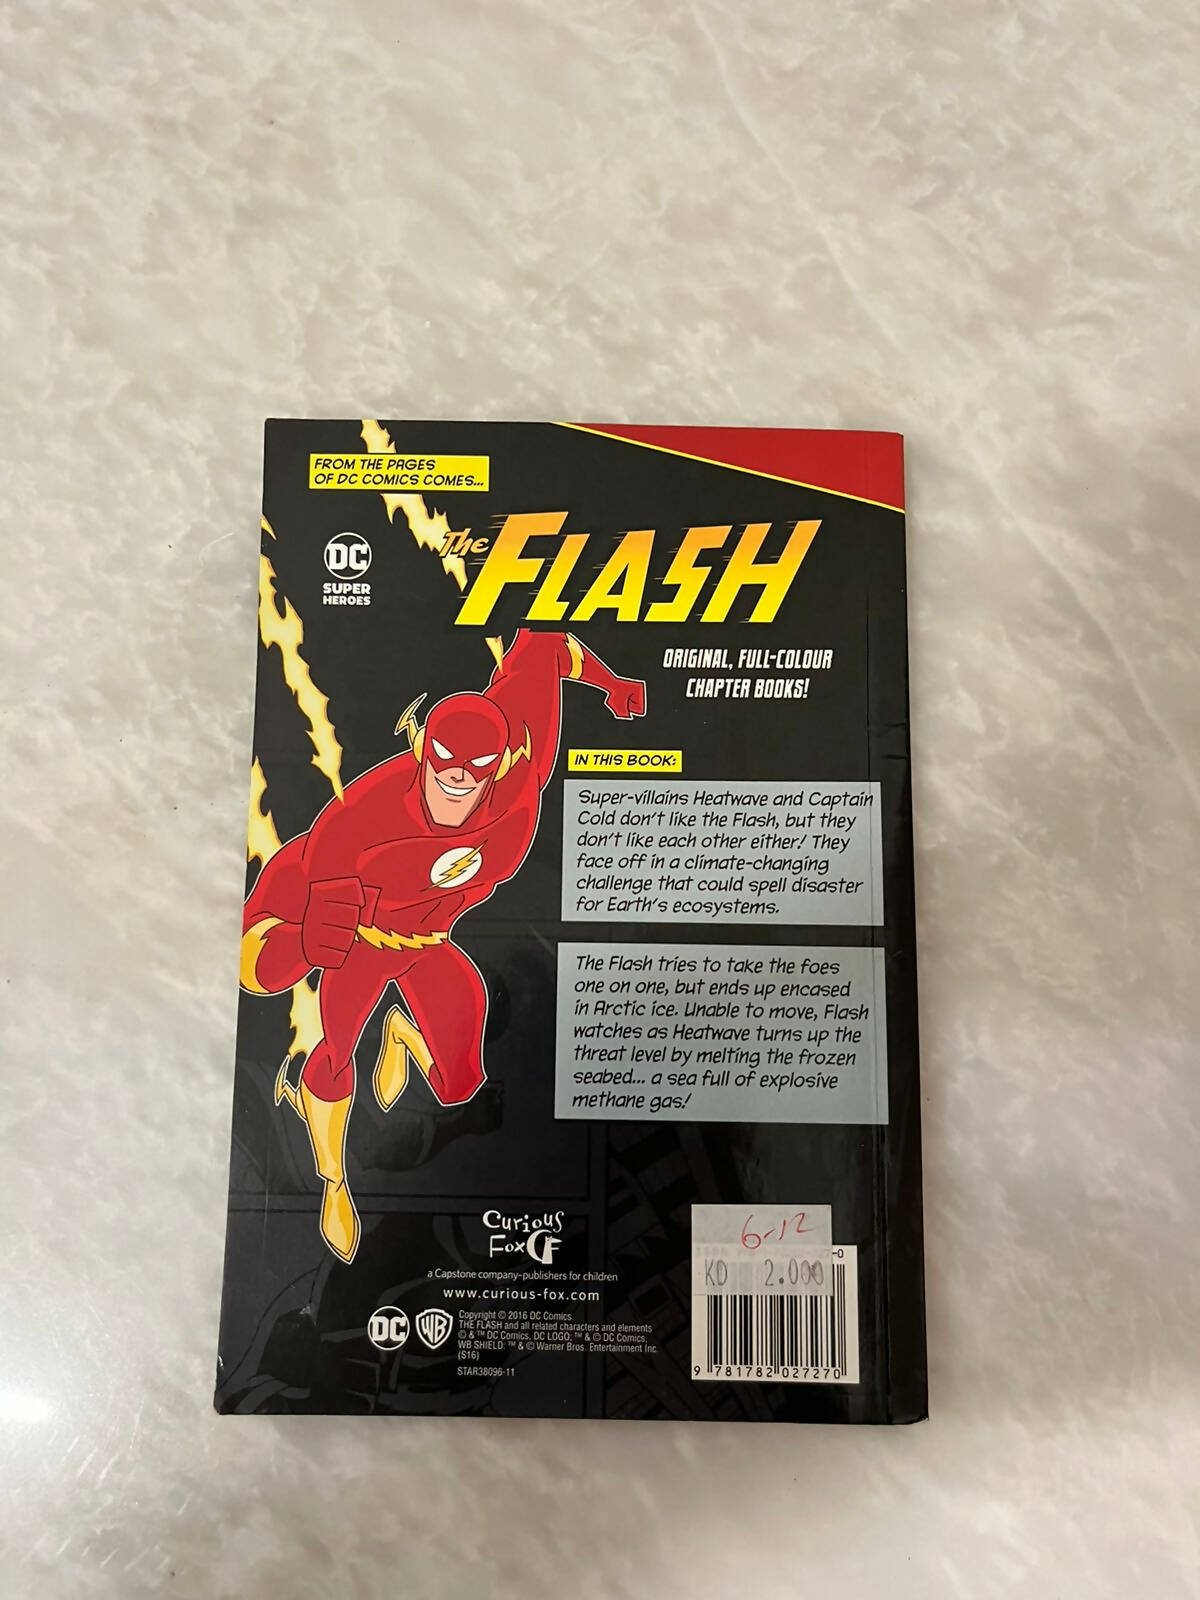 FROM THE PAGES
OF DC COMICS COMES...
The FLASH
DC
SUPER
HEROES
ORIGINAL, FULL-COLOUR
CHAPTER BOOKS!
IN THIS BOOK:
Super-villains Heatwave and Captain
Cold don't like the Flash, but they
don't like each other either! They
face off in a climate-changing
challenge that could spell disaster
for Earth's ecosystems.
The Flash tries to take the foes
one on one, but ends up encased
in Arctic ice. Unable to move, Flash
watches as Heatwave turns up the
threat level by melting the frozen
seabed... a sea full of explosive
methane gas!
Curious
Fox CF
a Capstone company-publishers for children
www.curious-fox.com
DC WB
Copyright © 2016 DC Comics.
THE FLASH and all related characters and elements
© & ™ DC Comics. DC LOGO: ™ & © DC Comics.
WB SHIELD: ™ & © Warner Bros. Entertainment Inc.
(S16)
STAR38096-11
6-12
-0
KD 2.000
9 781782 027270